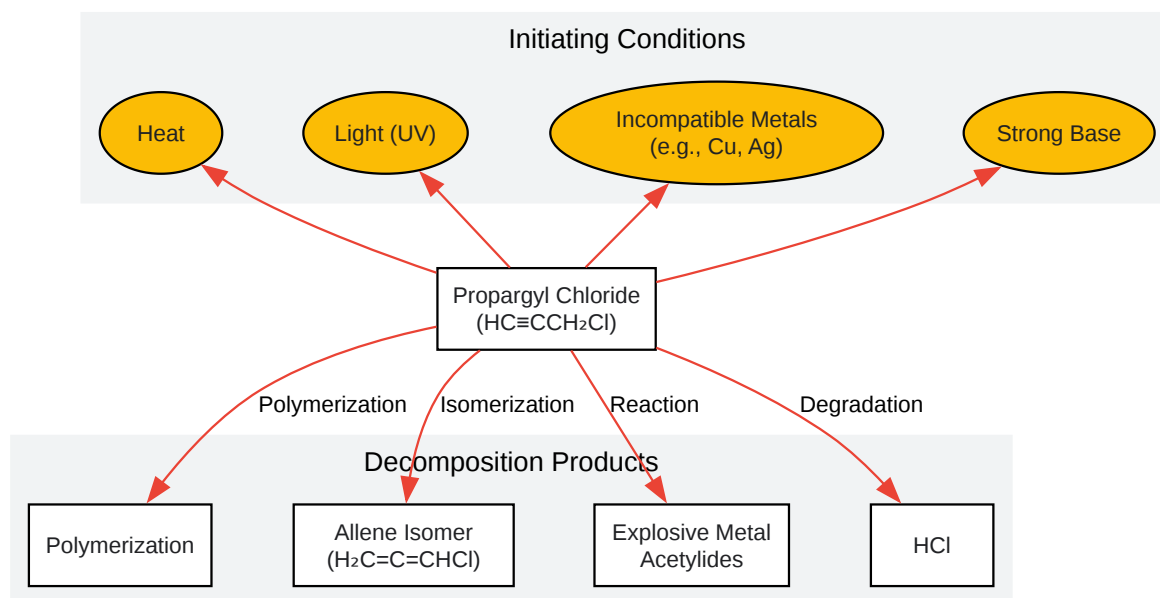 Initiating Conditions
Heat
Light (UV)
Incompatible Metals
(e.g., Cu, Ag)
Strong Base
Propargyl Chloride
(HC≡CCH₂Cl)
Polymerization
Isomerization
Reaction
Degradation
Decomposition Products
Polymerization
Allene Isomer
(H₂C=C=CHCl)
Explosive Metal
Acetylides
HCl